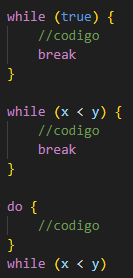 while (true) {
//codigo
break
}
while (x < y) {
//codigo
break
}
do {
//codigo
}
while (x < y)